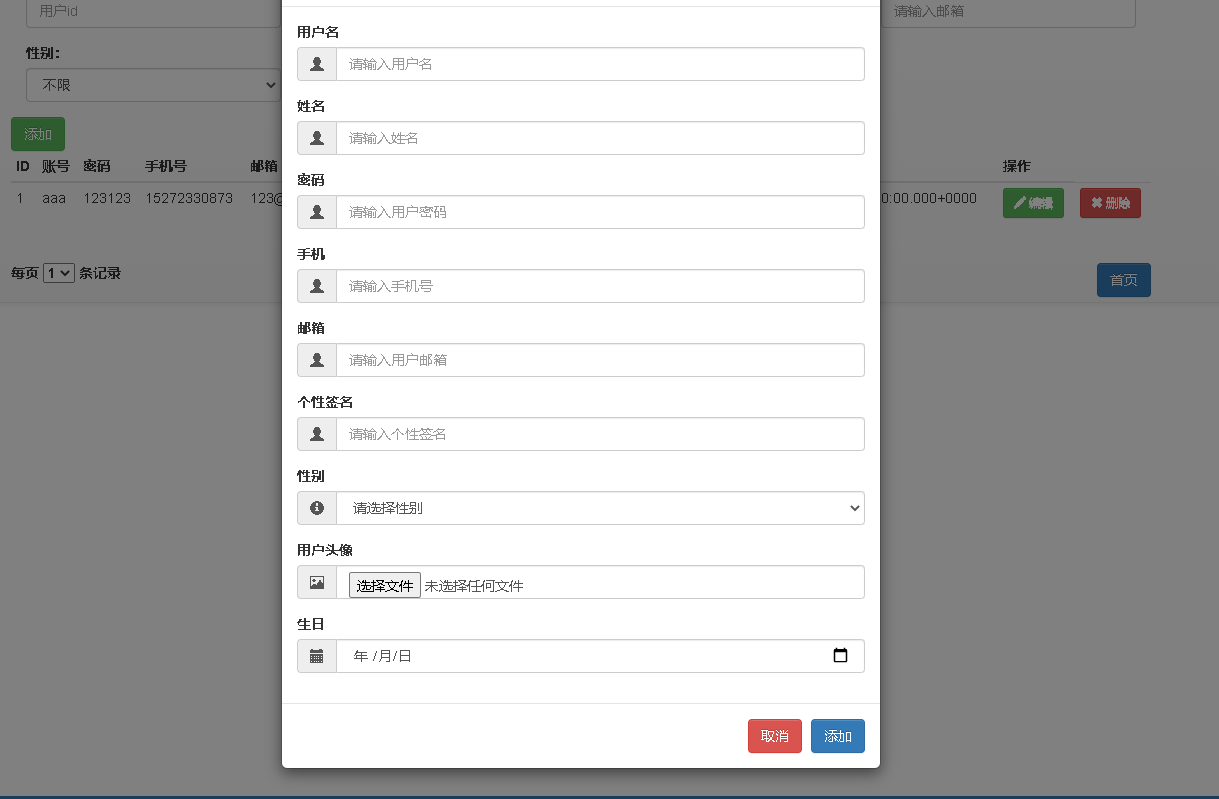 用户id
请输入邮箱
性别：
不限
添加
ID 账号 密码 手机号 邮箱 操作
1 aaa 123123 15272330873 123@ 0:00.000+0000 编辑 删除
每页 1 条记录
首页
用户名
请输入用户名
姓名
请输入姓名
密码
请输入用户密码
手机
请输入手机号
邮箱
请输入用户邮箱
个性签名
请输入个性签名
性别
请选择性别
用户头像
选择文件 未选择任何文件
生日
年 /月/日
取消 添加